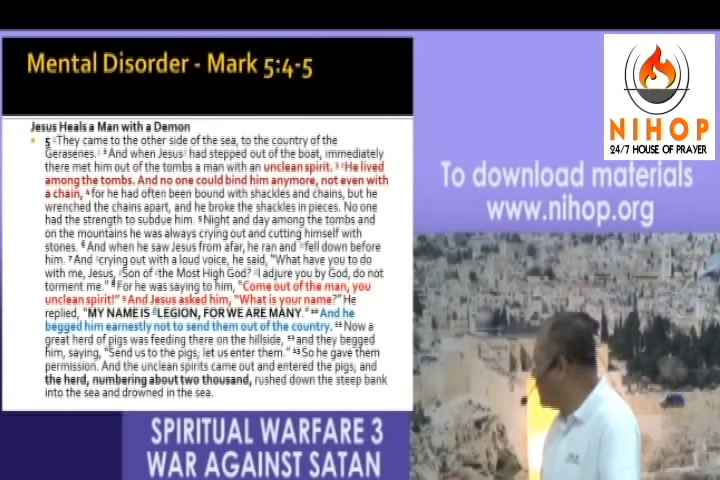 Mental Disorder - Mark 5:4-5
Jesus Heals a Man with a Demon
5 They came to the other side of the sea, to the country of the
Gerasenes. 2 And when Jesus had stepped out of the boat, immediately
there met him out of the tombs a man with an unclean spirit. 3 He lived
among the tombs. And no one could bind him anymore, not even with
a chain, 4 for he had often been bound with shackles and chains, but he
wrenched the chains apart, and he broke the shackles in pieces. No one
had the strength to subdue him. 5 Night and day among the tombs and
on the mountains he was always crying out and cutting himself with
stones. 6 And when he saw Jesus from afar, he ran and fell down before
him. 7 And crying out with a loud voice, he said, "What have you to do
with me, Jesus, Son of the Most High God? I adjure you by God, do not
torment me." 8 For he was saying to him, "Come out of the man, you
unclean spirit!" 9 And Jesus asked him, "What is your name?" He
replied, "MY NAME IS LEGION, FOR WE ARE MANY." 10 And he
begged him earnestly not to send them out of the country. 11 Now a
great herd of pigs was feeding there on the hillside, 12 and they begged
him, saying, "Send us to the pigs; let us enter them." 13 So he gave them
permission. And the unclean spirits came out and entered the pigs; and
the herd, numbering about two thousand, rushed down the steep bank
into the sea and drowned in the sea.
NIHOP
24/7 HOUSE OF PRAYER
To download materials
www.nihop.org
SPIRITUAL WARFARE 3
WAR AGAINST SATAN